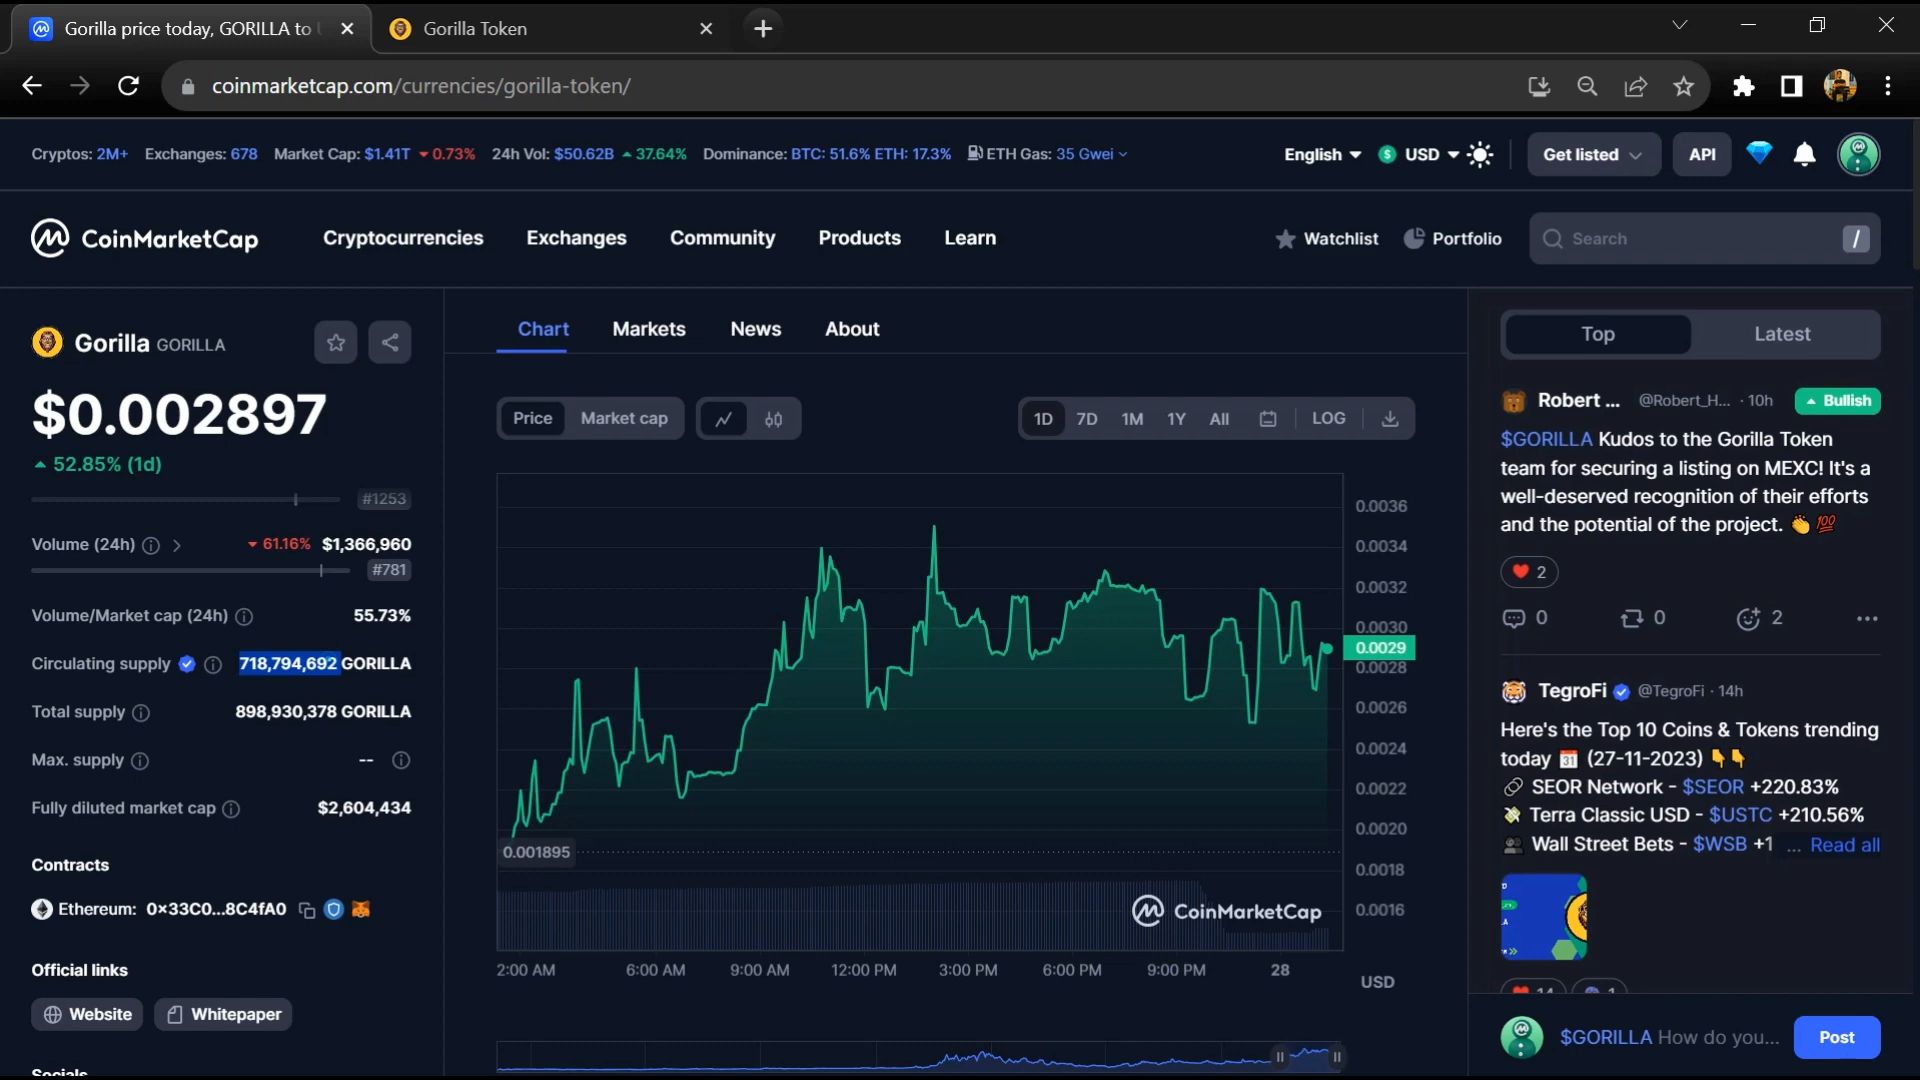 Gorilla price today, GORILLA to
Gorilla Token
coinmarketcap.com/currencies/gorilla-token/
Cryptos: 2M+ Exchanges: 678 Market Cap: $1.41T 0.73% 24h Vol: $50.62B 37.64% Dominance: BTC: 51.6% ETH: 17.3% ETH Gas: 35 Gwei
English USD Get listed API
CoinMarketCap Cryptocurrencies Exchanges Community Products Learn Watchlist Portfolio Search /
Gorilla GORILLA
$0.002897
52.85% (1d)
#1253
Volume (24h) 61.16% $1,366,960
#781
Volume/Market cap (24h) 55.73%
Circulating supply 718,794,692 GORILLA
Total supply 898,930,378 GORILLA
Max. supply --
Fully diluted market cap $2,604,434
Contracts
Ethereum: 0x33C0...8C4fA0
Official links
Website Whitepaper
Socials
Chart Markets News About
Price Market cap
1D 7D 1M 1Y All LOG
0.0036
0.0034
0.0032
0.0030
0.0029
0.0028
0.0026
0.0024
0.0022
0.0020
0.001895
0.0018
0.0016
CoinMarketCap
2:00 AM 6:00 AM 9:00 AM 12:00 PM 3:00 PM 6:00 PM 9:00 PM 28
USD
Top Latest
Robert ... @Robert_H... · 10h Bullish
$GORILLA Kudos to the Gorilla Token
team for securing a listing on MEXC! It's a
well-deserved recognition of their efforts
and the potential of the project. 👏 💯
2
0 0 2
TegroFi @TegroFi · 14h
Here's the Top 10 Coins & Tokens trending
today 📅 (27-11-2023) 👇👇
SEOR Network - $SEOR +220.83%
Terra Classic USD - $USTC +210.56%
Wall Street Bets - $WSB +1 ... Read all
14 1
$GORILLA How do you... Post